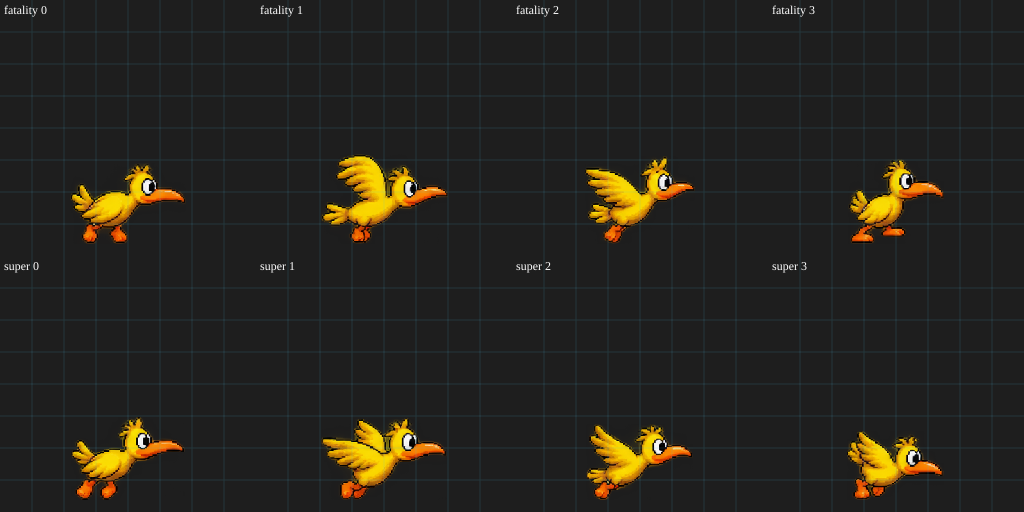 fatality 0
fatality 1
fatality 2
fatality 3
super 0
super 1
super 2
super 3